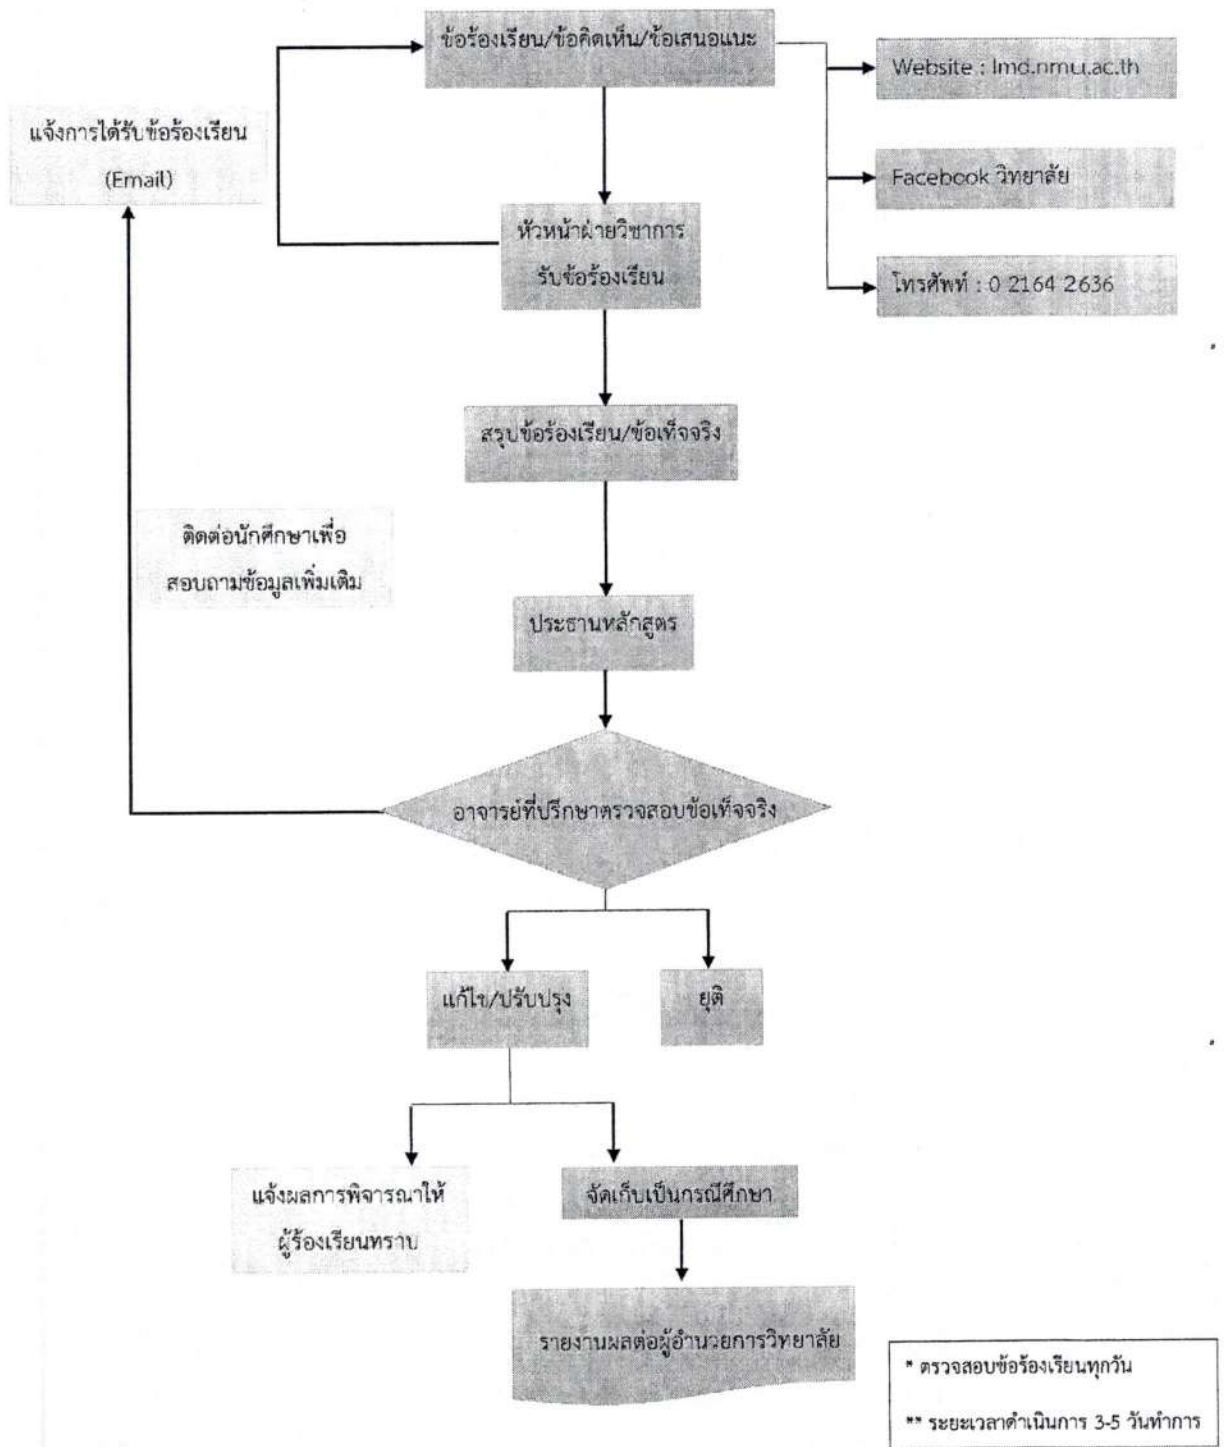 ข้อร้องเรียน/ข้อคิดเห็น/ข้อเสนอแนะ
Website : lmd.nmu.ac.th
แจ้งการได้รับข้อร้องเรียน
(Email)
Facebook วิทยาลัย
หัวหน้าฝ่ายวิชาการ
รับข้อร้องเรียน
โทรศัพท์ : 0 2164 2636
สรุปข้อร้องเรียน/ข้อเท็จจริง
ติดต่อนักศึกษาเพื่อ
สอบถามข้อมูลเพิ่มเติม
ประธานหลักสูตร
อาจารย์ที่ปรึกษาตรวจสอบข้อเท็จจริง
แก้ไข/ปรับปรุง
ยุติ
แจ้งผลการพิจารณาให้
ผู้ร้องเรียนทราบ
จัดเก็บเป็นกรณีศึกษา
รายงานผลต่อผู้อำนวยการวิทยาลัย
* ตรวจสอบข้อร้องเรียนทุกวัน
** ระยะเวลาดำเนินการ 3-5 วันทำการ